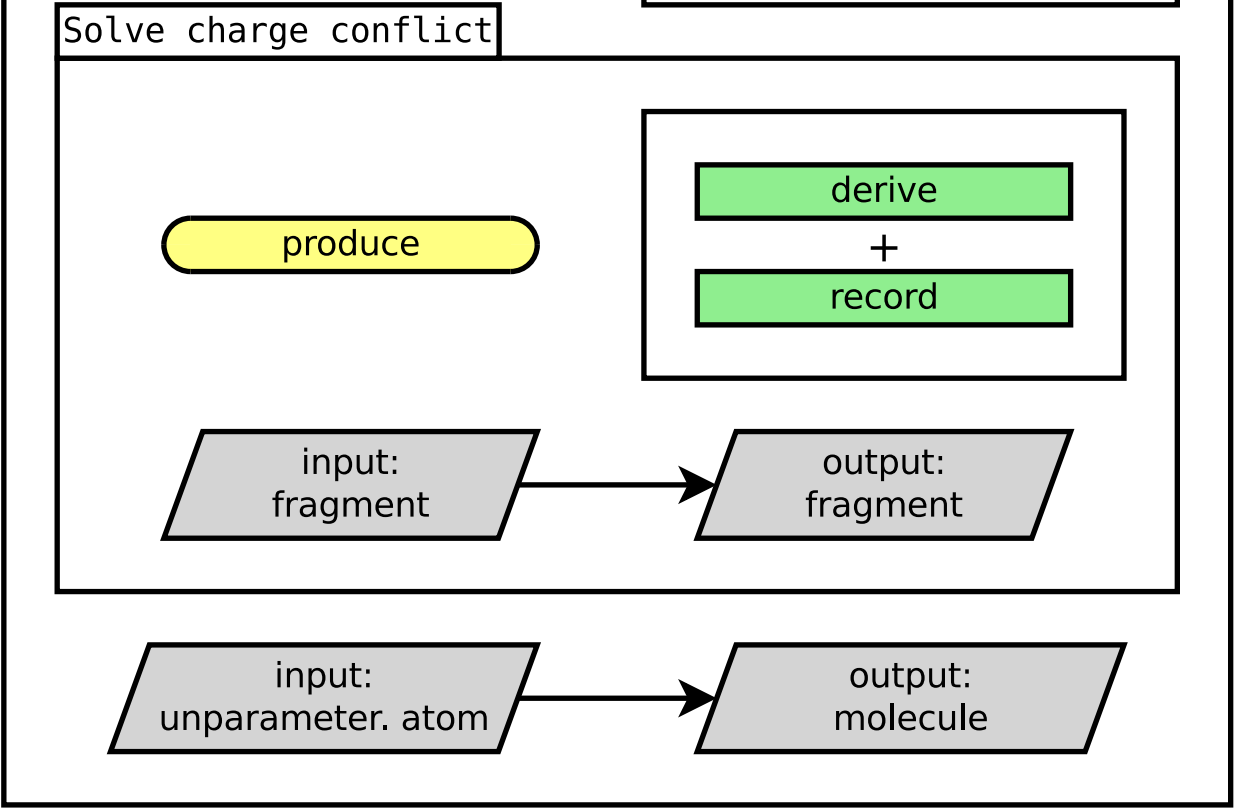 Solve charge conflict
derive
produce
+
record
input:
fragment
output:
fragment
input:
unparameter. atom
output:
molecule